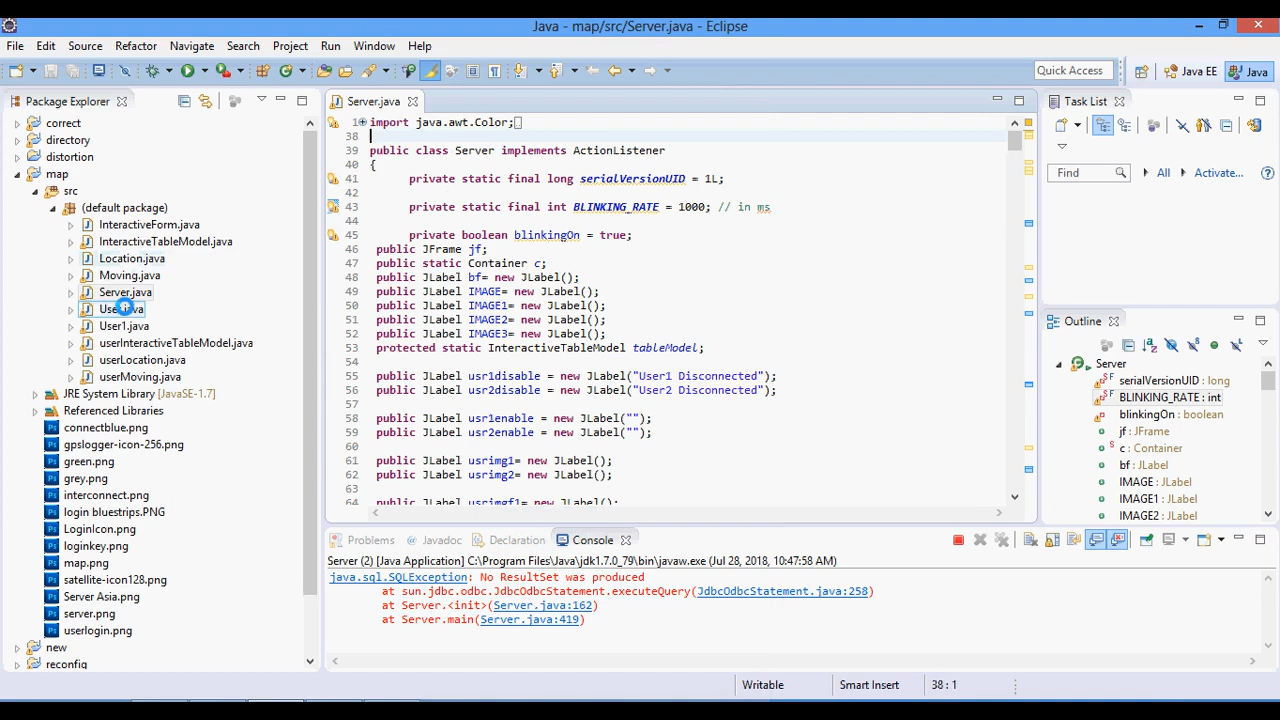 Java - map/src/Server.java - Eclipse
File Edit Source Refactor Navigate Search Project Run Window Help
Quick Access Java EE Java
Package Explorer
correct
directory
distortion
map
src
(default package)
InteractiveForm.java
InteractiveTableModel.java
Location.java
Moving.java
Server.java
User1.java
userInteractiveTableModel.java
userLocation.java
userMoving.java
JRE System Library [JavaSE-1.7]
Referenced Libraries
connectblue.png
gpslogger-icon-256.png
green.png
grey.png
interconnect.png
login bluestrips.PNG
LoginIcon.png
loginkey.png
map.png
satellite-icon128.png
Server Asia.png
server.png
userlogin.png
new
reconfig
Server.java
1 import java.awt.Color;
38
39 public class Server implements ActionListener
40 {
41 private static final long serialVersionUID = 1L;
42
43 private static final int BLINKING_RATE = 1000; // in ms
44
45 private boolean blinkingOn = true;
46 public JFrame jf;
47 public static Container c;
48 public JLabel bf= new JLabel();
49 public JLabel IMAGE= new JLabel();
50 public JLabel IMAGE1= new JLabel();
51 public JLabel IMAGE2= new JLabel();
52 public JLabel IMAGE3= new JLabel();
53 protected static InteractiveTableModel tableModel;
54
55 public JLabel usr1disable = new JLabel("User1 Disconnected");
56 public JLabel usr2disable = new JLabel("User2 Disconnected");
57
58 public JLabel usr1enable = new JLabel("");
59 public JLabel usr2enable = new JLabel("");
60
61 public JLabel usrimg1= new JLabel();
62 public JLabel usrimg2= new JLabel();
63
64 public JLabel usrimgf1= new JLabel();
Task List
Find All Activate...
Outline
Server
serialVersionUID : long
BLINKING_RATE : int
blinkingOn : boolean
jf : JFrame
c : Container
bf : JLabel
IMAGE : JLabel
IMAGE1 : JLabel
IMAGE2 : JLabel
Problems Javadoc Declaration Console
Server (2) [Java Application] C:\Program Files\Java\jdk1.7.0_79\bin\javaw.exe (Jul 28, 2018, 10:47:58 AM)
java.sql.SQLException: No ResultSet was produced
at sun.jdbc.odbc.JdbcOdbcStatement.executeQuery(JdbcOdbcStatement.java:258)
at Server.<init>(Server.java:162)
at Server.main(Server.java:419)
Writable Smart Insert 38 : 1